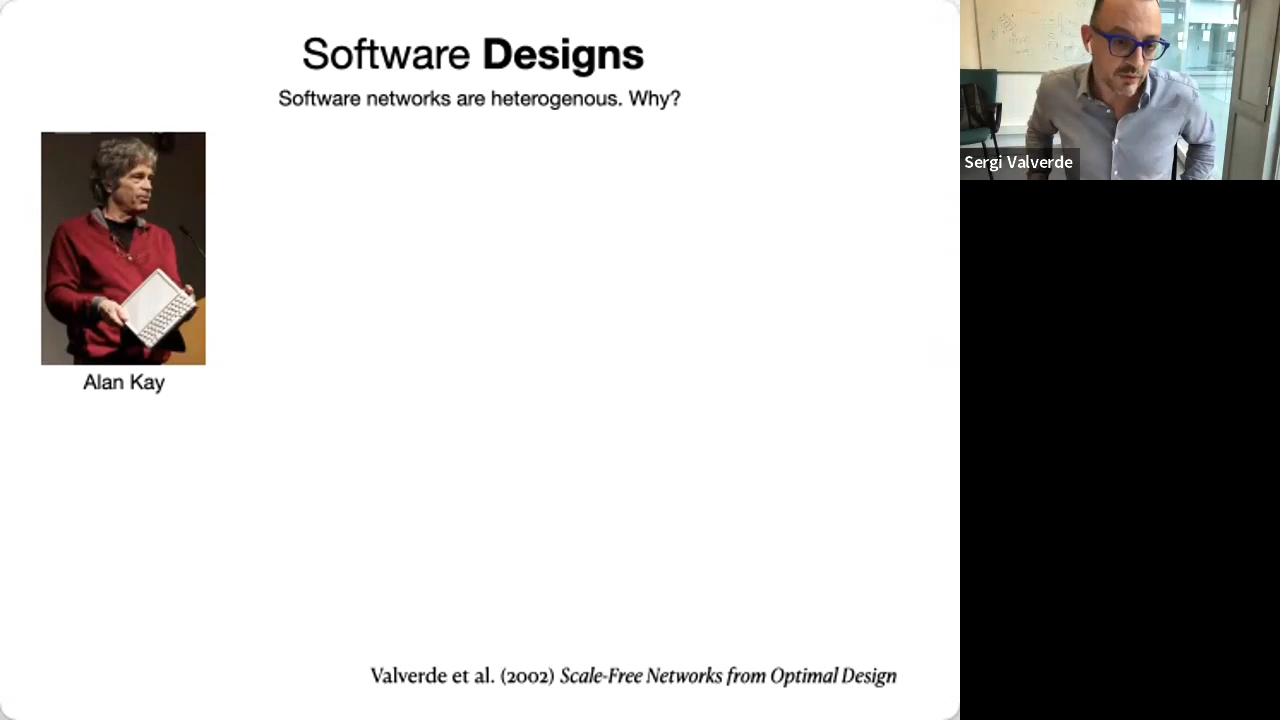 Software Designs
Software networks are heterogenous. Why?
Sergi Valverde
Alan Kay
Valverde et al. (2002) Scale-Free Networks from Optimal Design